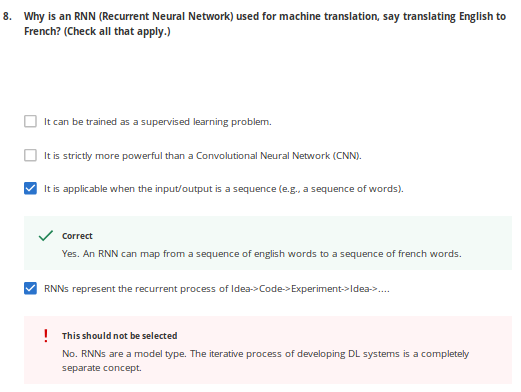 8. Why is an RNN (Recurrent Neural Network) used for machine translation, say translating English to
French? (Check all that apply.)
It can be trained as a supervised learning problem.
It is strictly more powerful than a Convolutional Neural Network (CNN).
It is applicable when the input/output is a sequence (e.g., a sequence of words).
Correct
Yes. An RNN can map from a sequence of english words to a sequence of french words.
RNNs represent the recurrent process of Idea->Code->Experiment->Idea->....
! This should not be selected
No. RNNs are a model type. The iterative process of developing DL systems is a completely
separate concept.